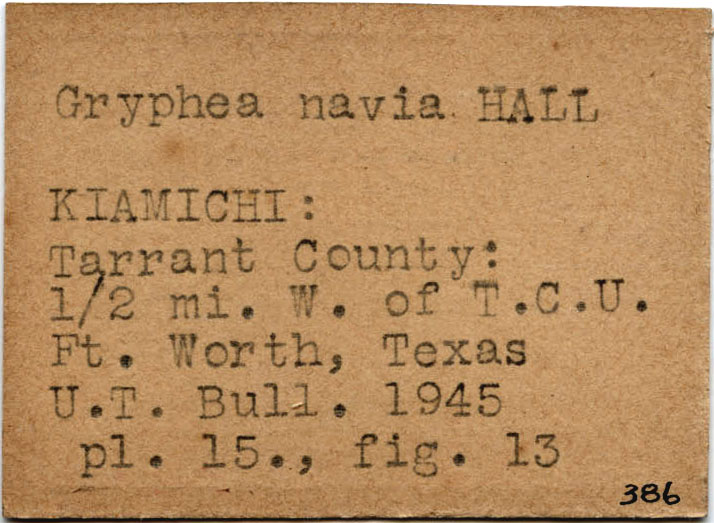 Gryphea navia HALL
KIAMICHI:
Tarrant County:
1/2 mi. W. of T.C.U.
Ft. Worth, Texas
U.T. Bull. 1945
pl. 15., fig. 13
386